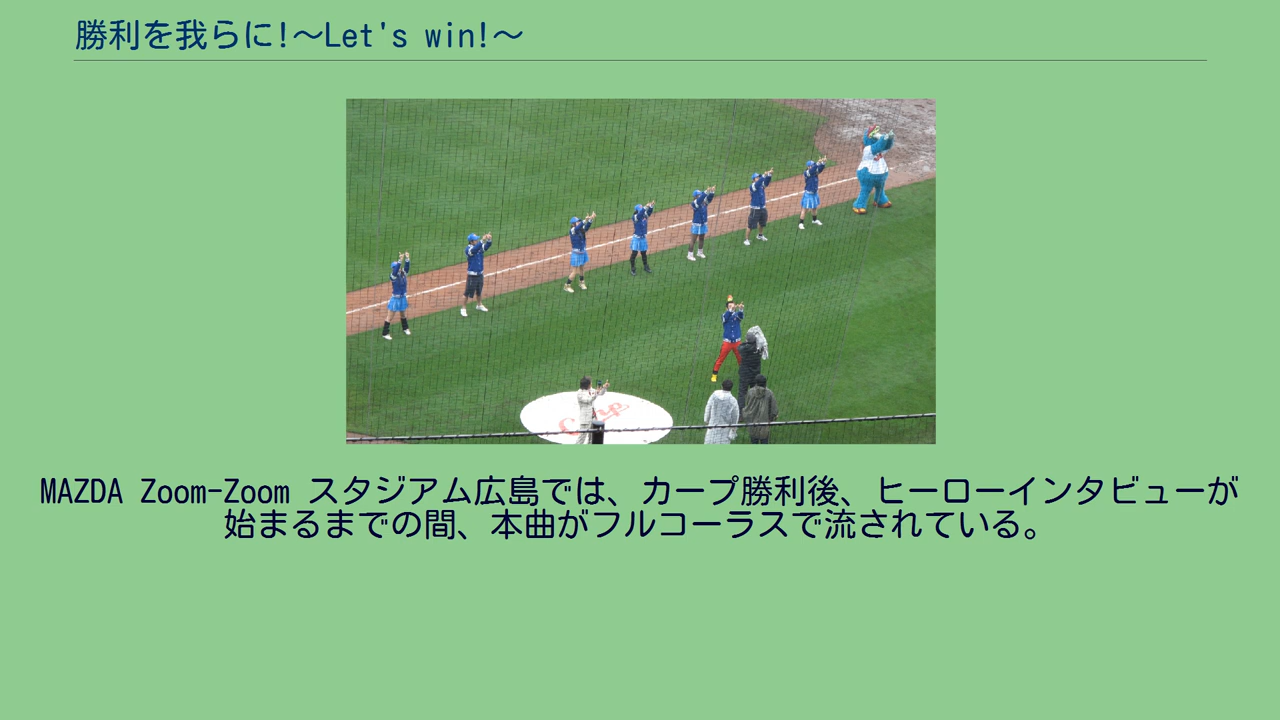 勝利を我らに!～Let's win!～
Carp
MAZDA Zoom-Zoom スタジアム広島では、カープ勝利後、ヒーローインタビューが
始まるまでの間、本曲がフルコーラスで流されている。